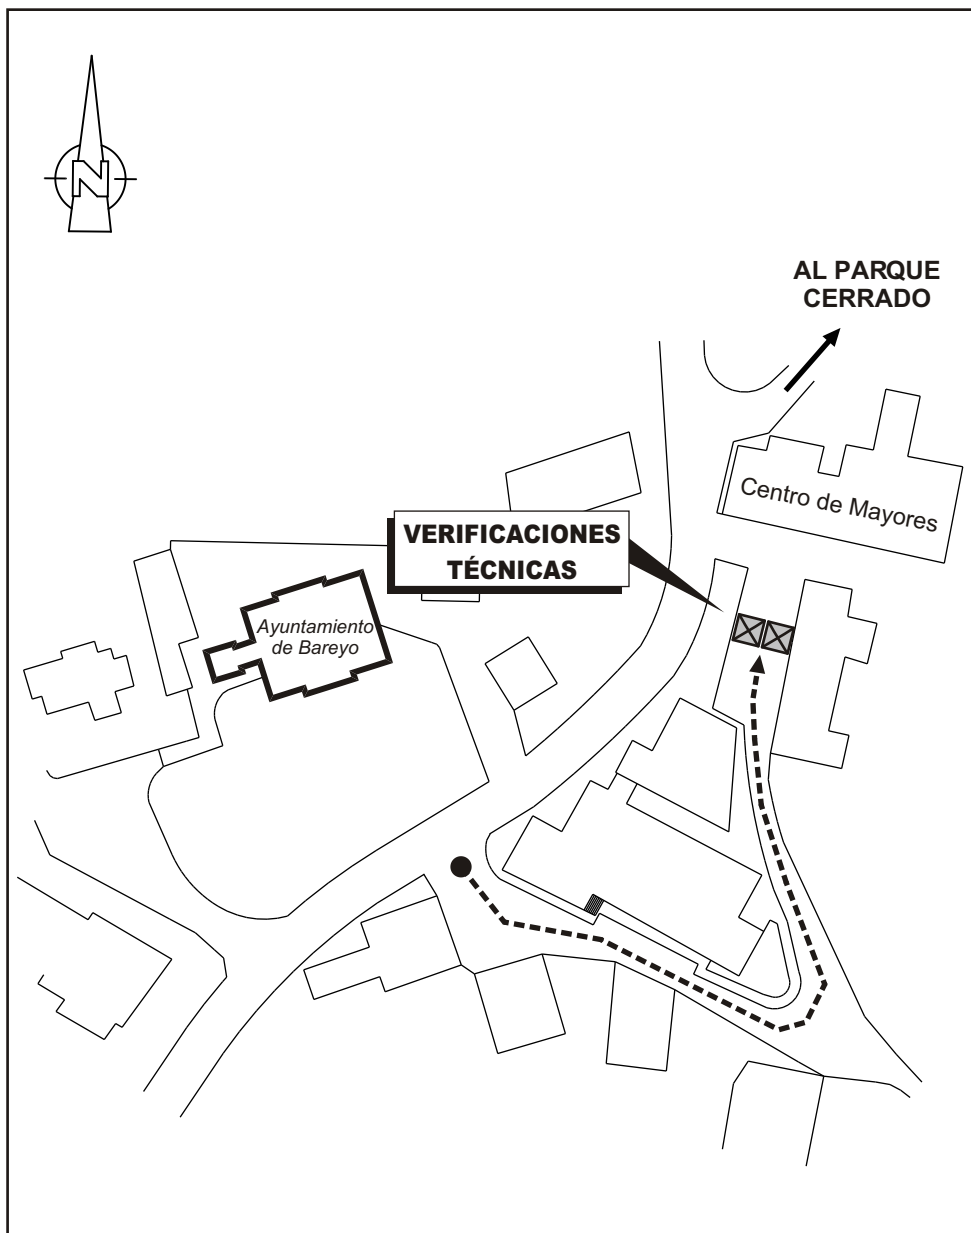 N
AL PARQUE
CERRADO
Centro de Mayores
VERIFICACIONES
TÉCNICAS
Ayuntamiento
de Bareyo